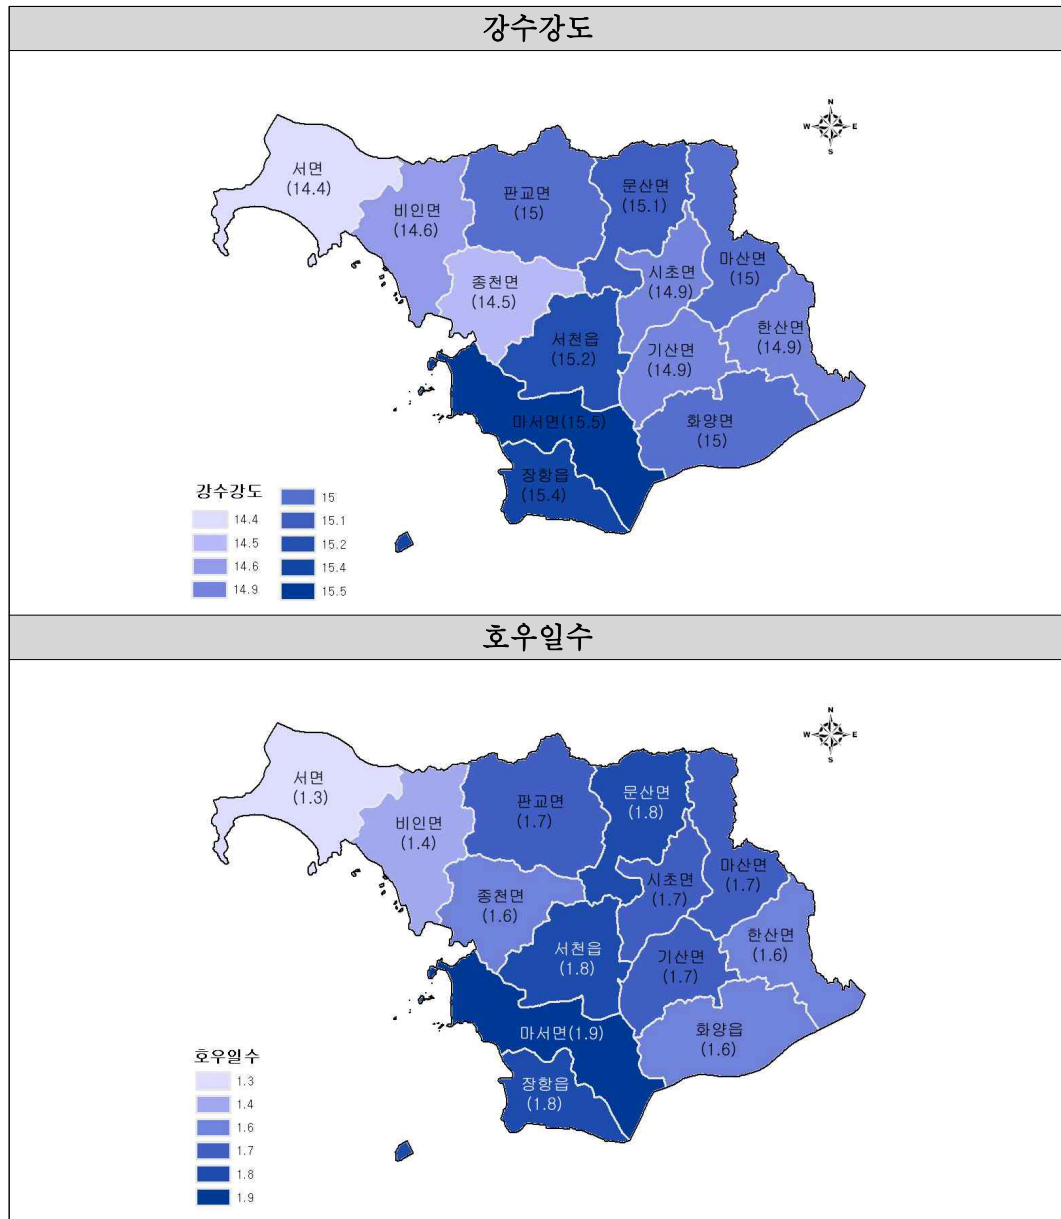 강수강도
N
W E
S
서면
(14.4)
비인면
(14.6)
판교면
(15)
문산면
(15.1)
마산면
(15)
시초면
(14.9)
종천면
(14.5)
한산면
(14.9)
서천읍
(15.2)
기산면
(14.9)
마서면(15.5)
화양면
(15)
장항읍
(15.4)
강수강도
14.4
14.5
14.6
14.9
15
15.1
15.2
15.4
15.5
호우일수
N
W E
S
서면
(1.3)
비인면
(1.4)
판교면
(1.7)
문산면
(1.8)
마산면
(1.7)
시초면
(1.7)
종천면
(1.6)
한산면
(1.6)
서천읍
(1.8)
기산면
(1.7)
마서면(1.9)
화양읍
(1.6)
장항읍
(1.8)
호우일수
1.3
1.4
1.6
1.7
1.8
1.9